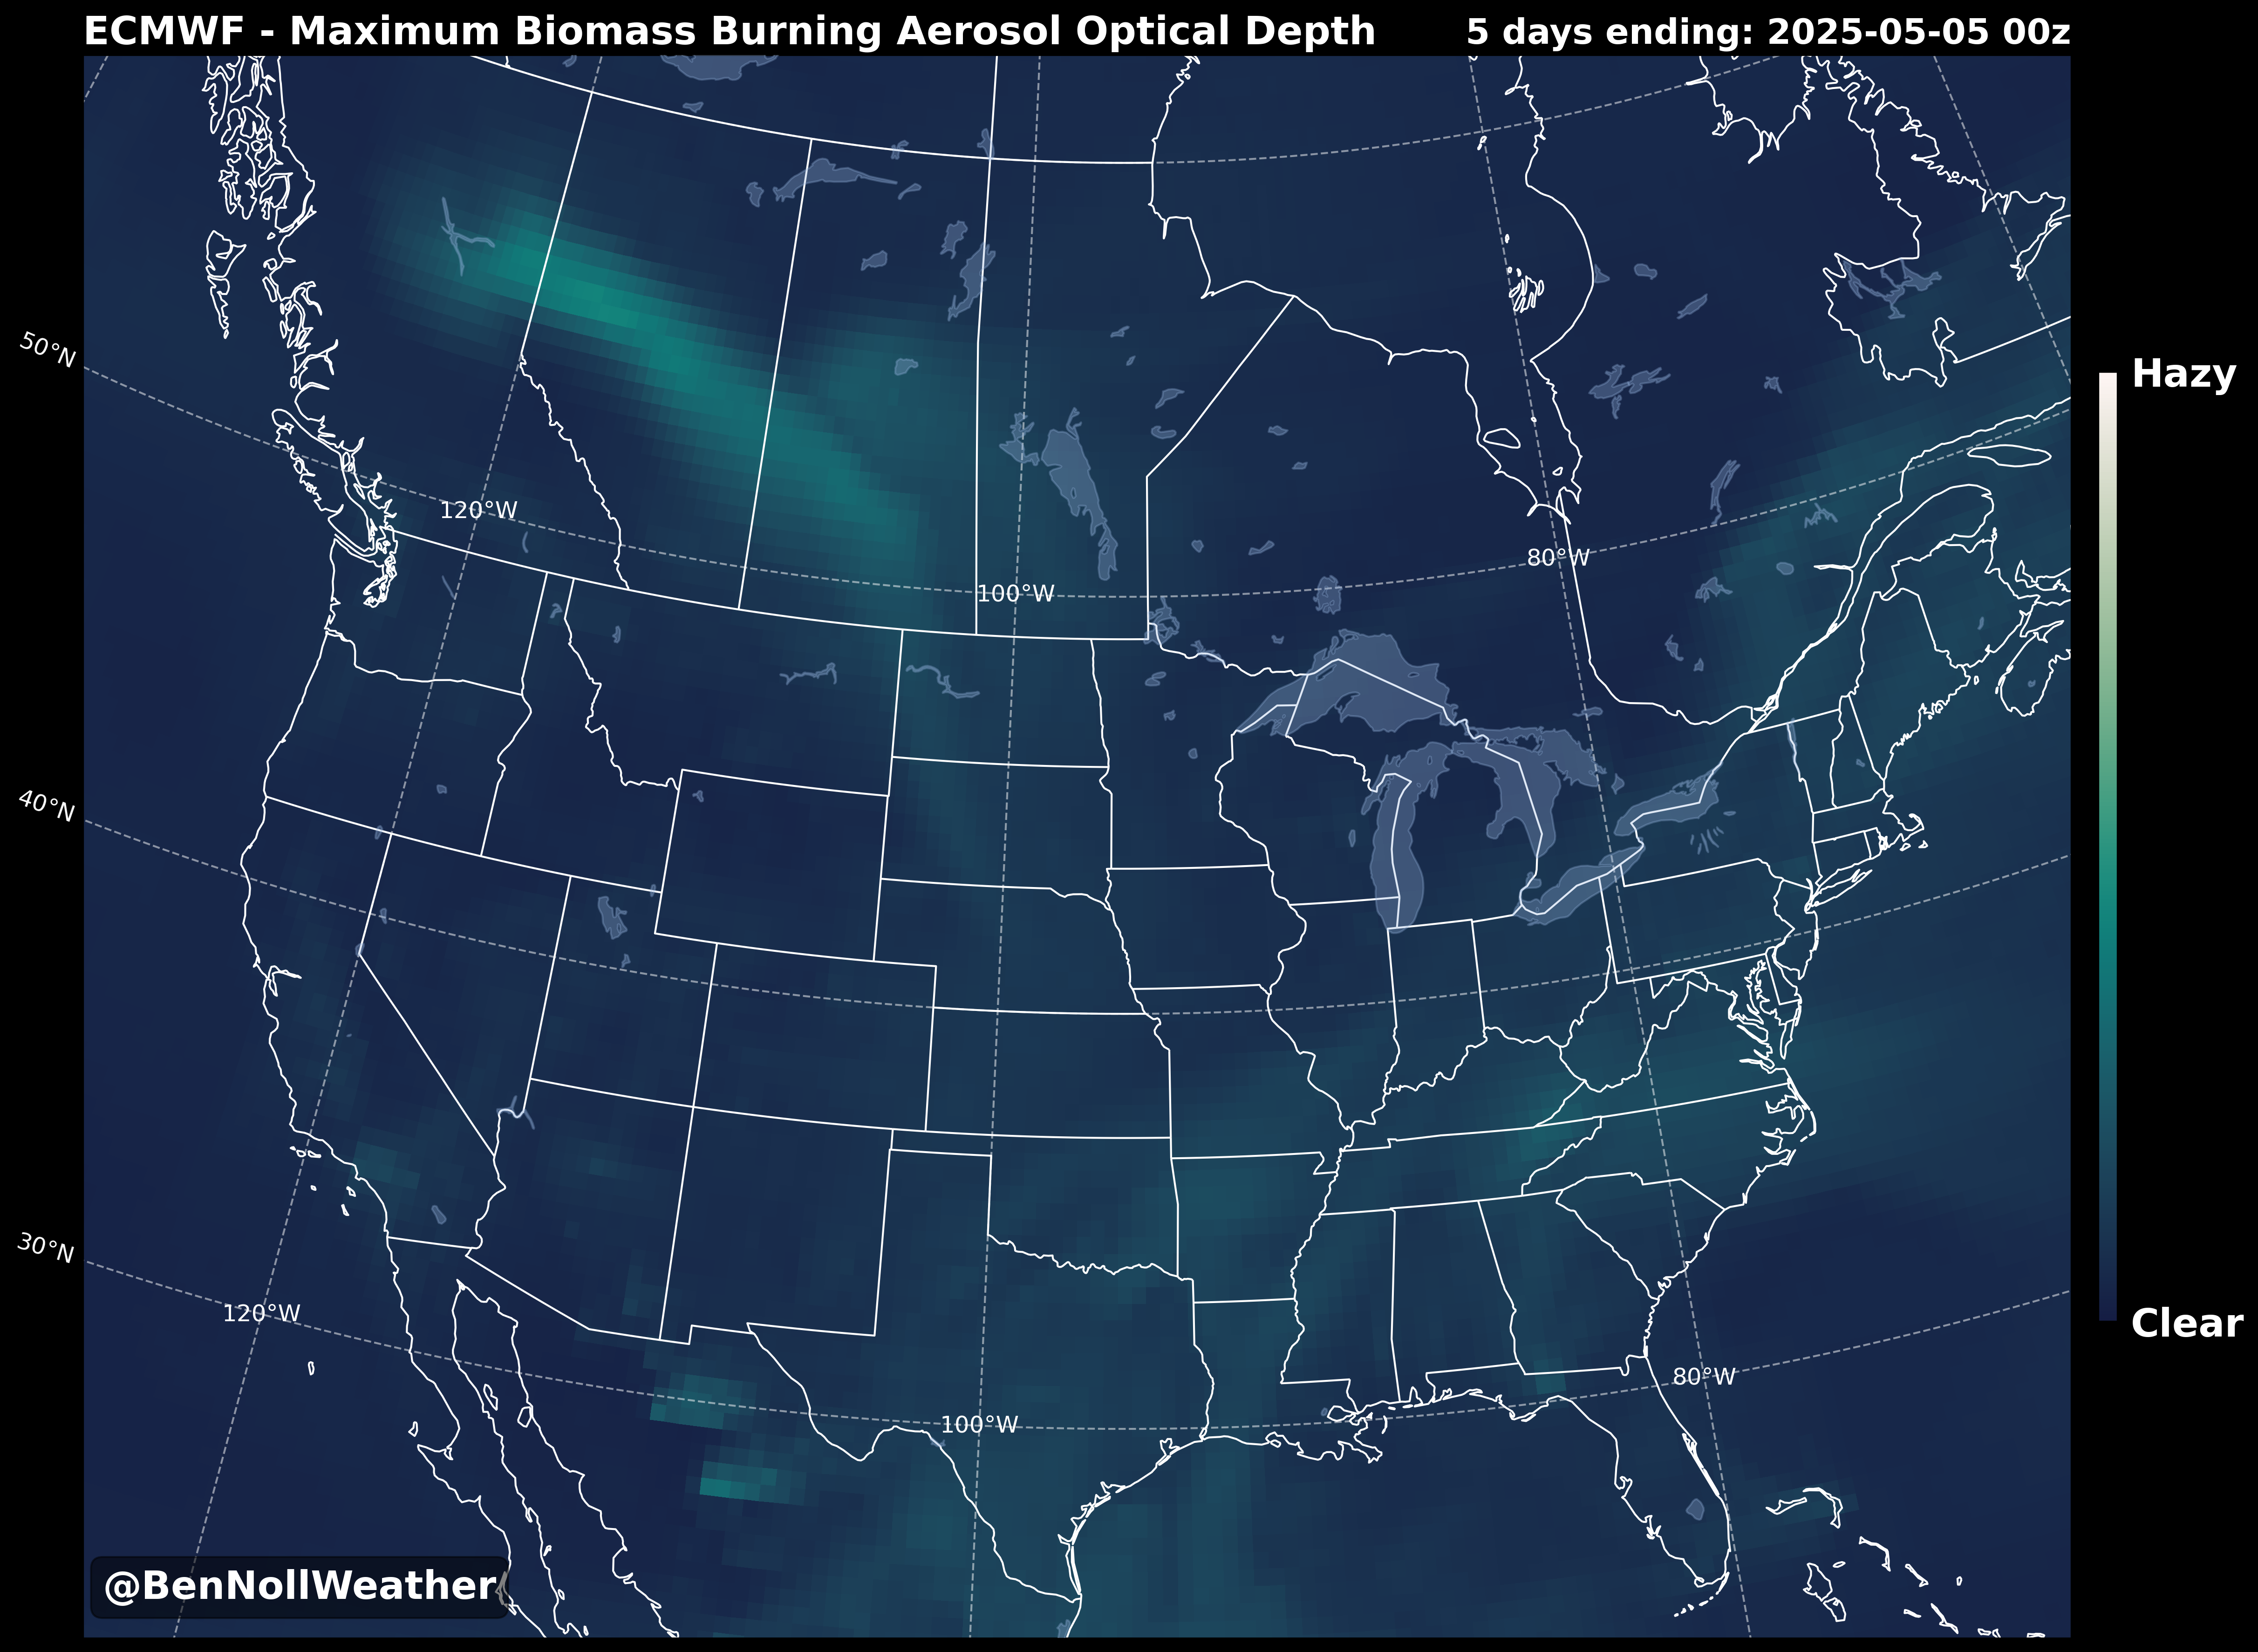 ECMWF - Maximum Biomass Burning Aerosol Optical Depth
5 days ending: 2025-05-05 00z
50°N
Hazy
120°W
80°W
100°W
40°N
30°N
120°W
Clear
80°W
100°W
@BenNollWeather